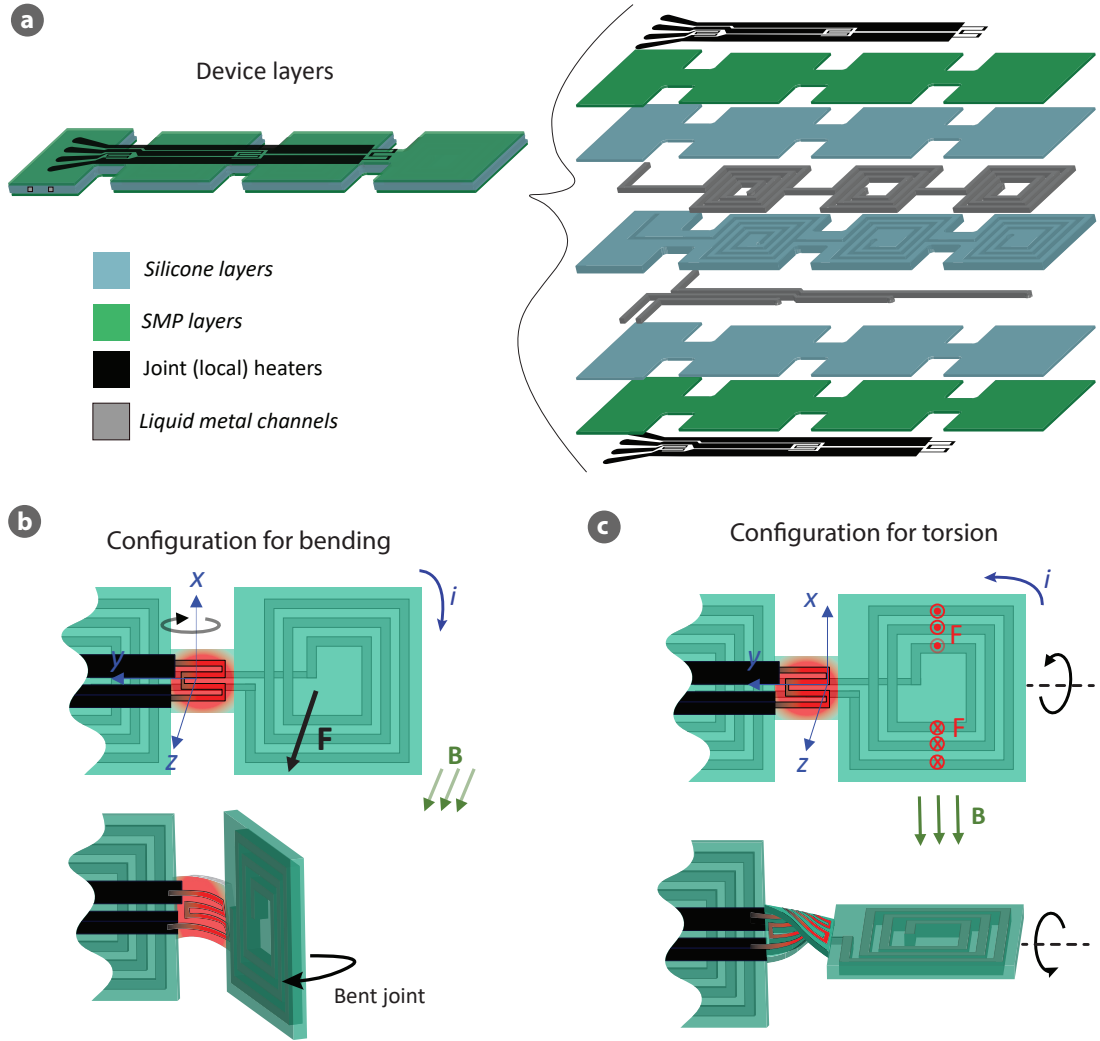 a
Device layers
Silicone layers
SMP layers
Joint (local) heaters
Liquid metal channels
b
Configuration for bending
x
i
y
F
z
B
Bent joint
c
Configuration for torsion
i
x
F
y
F
z
B